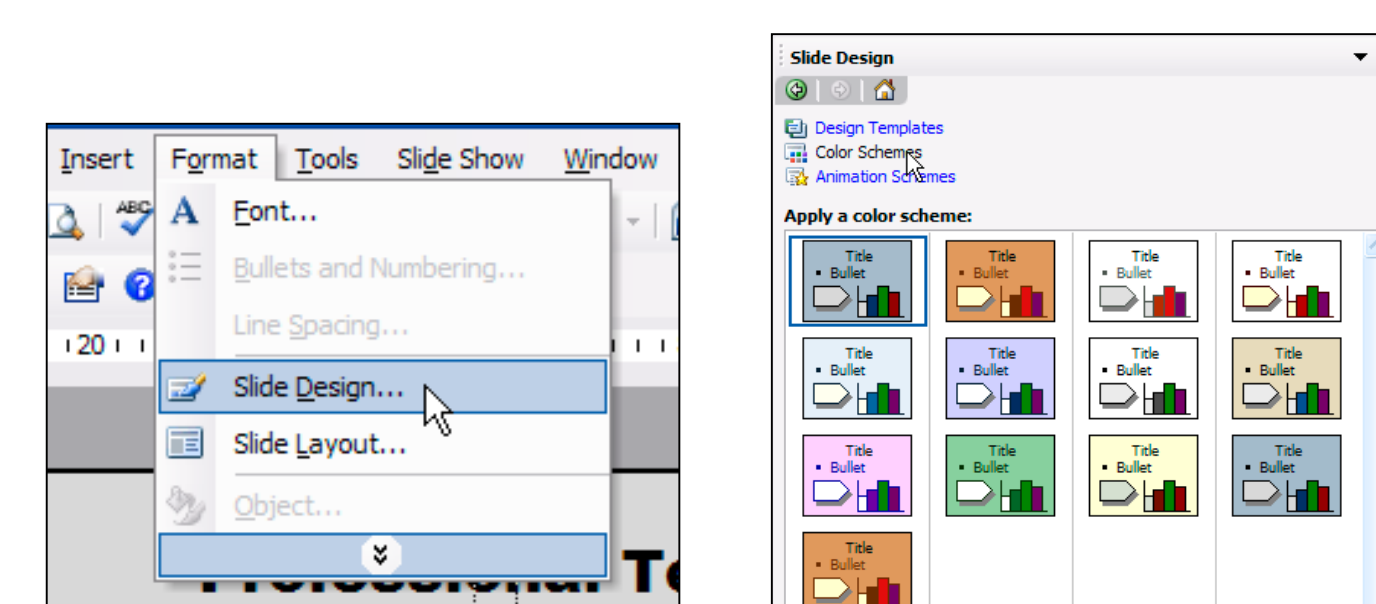 Insert Format Tools Slide Show Window
ABC
Font...
Bullets and Numbering...
Line Spacing...
20
Slide Design...
Slide Layout...
Object...
Slide Design
Design Templates
Color Schemes
Animation Schemes
Apply a color scheme:
Title Title Title Title
▪ Bullet ▪ Bullet ▪ Bullet ▪ Bullet
Title Title Title Title
▪ Bullet ▪ Bullet ▪ Bullet ▪ Bullet
Title Title Title Title
▪ Bullet ▪ Bullet ▪ Bullet ▪ Bullet
Title
▪ Bullet